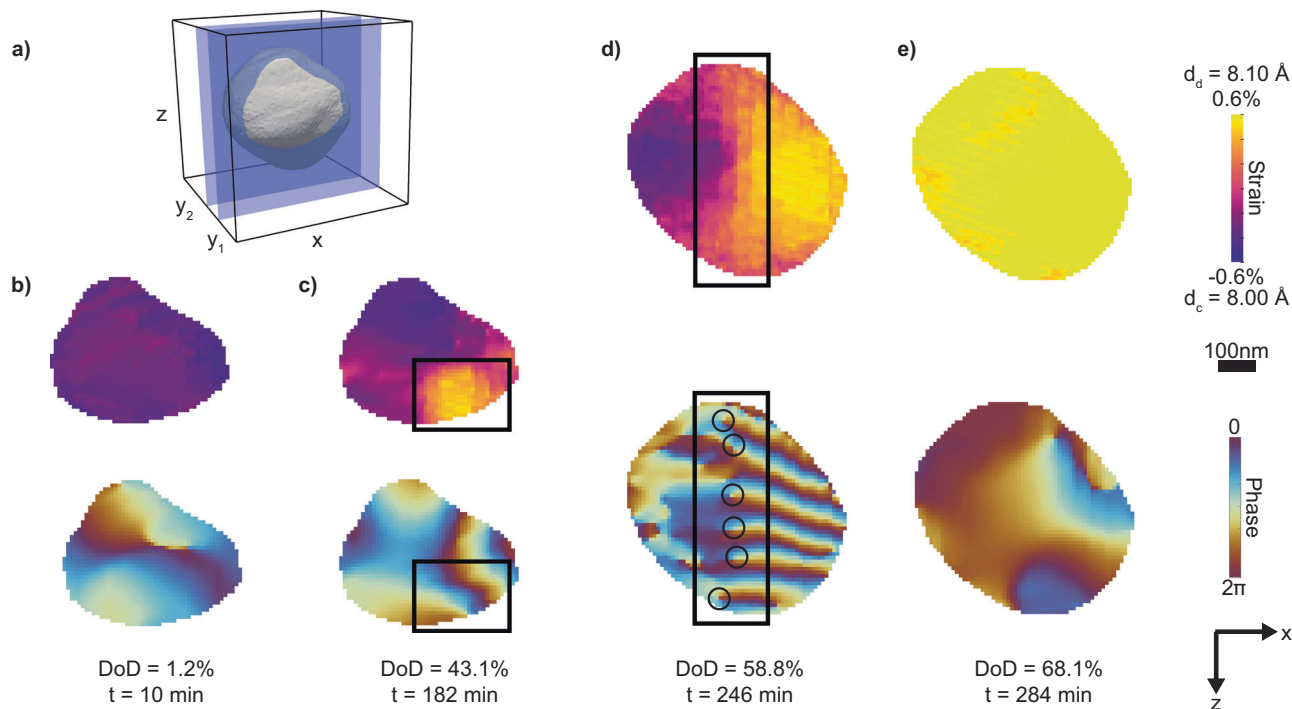 a)
z
y2
y1
x
b)
c)
d)
e)
dd = 8.10 Å
0.6%
Strain
-0.6%
dc = 8.00 Å
100nm
0
Phase
2π
x
z
DoD = 1.2%
t = 10 min
DoD = 43.1%
t = 182 min
DoD = 58.8%
t = 246 min
DoD = 68.1%
t = 284 min